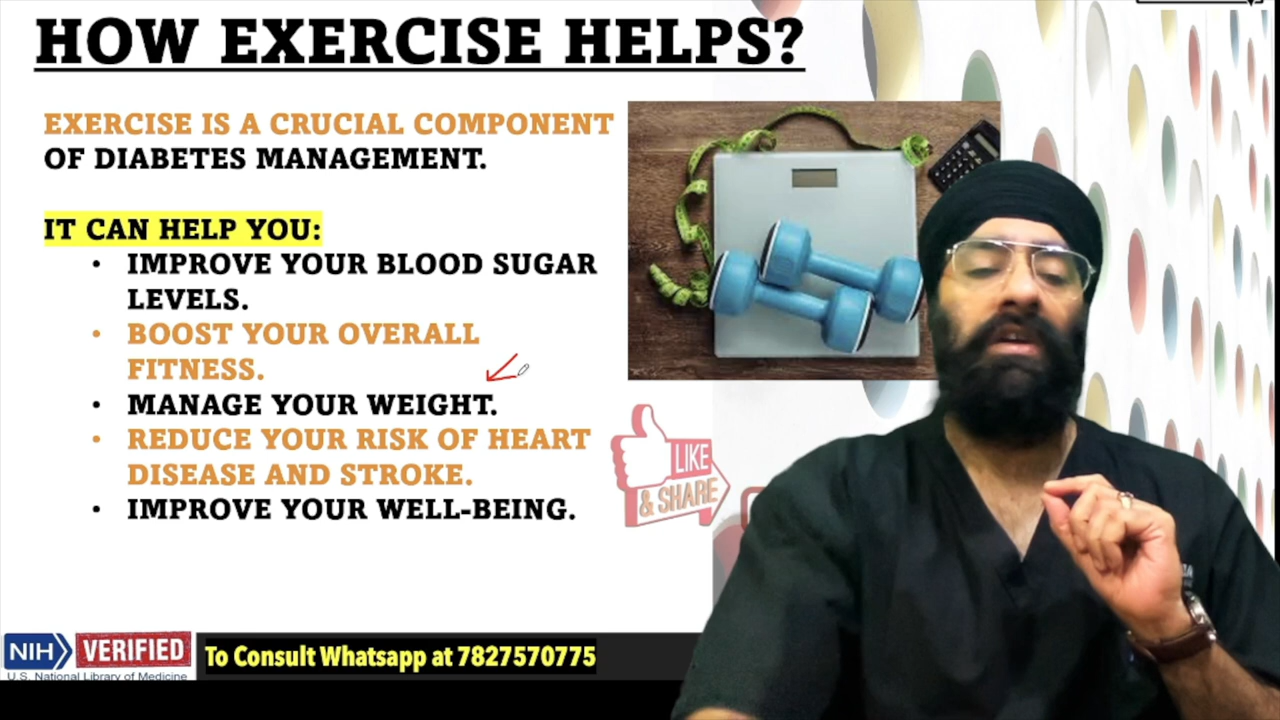 HOW EXERCISE HELPS?
EXERCISE IS A CRUCIAL COMPONENT
OF DIABETES MANAGEMENT.
IT CAN HELP YOU:
• IMPROVE YOUR BLOOD SUGAR
LEVELS.
• BOOST YOUR OVERALL
FITNESS.
• MANAGE YOUR WEIGHT.
• REDUCE YOUR RISK OF HEART
DISEASE AND STROKE.
• IMPROVE YOUR WELL-BEING.
LIKE
& SHARE
NIH VERIFIED
U.S. National Library of Medicine
To Consult Whatsapp at 7827570775